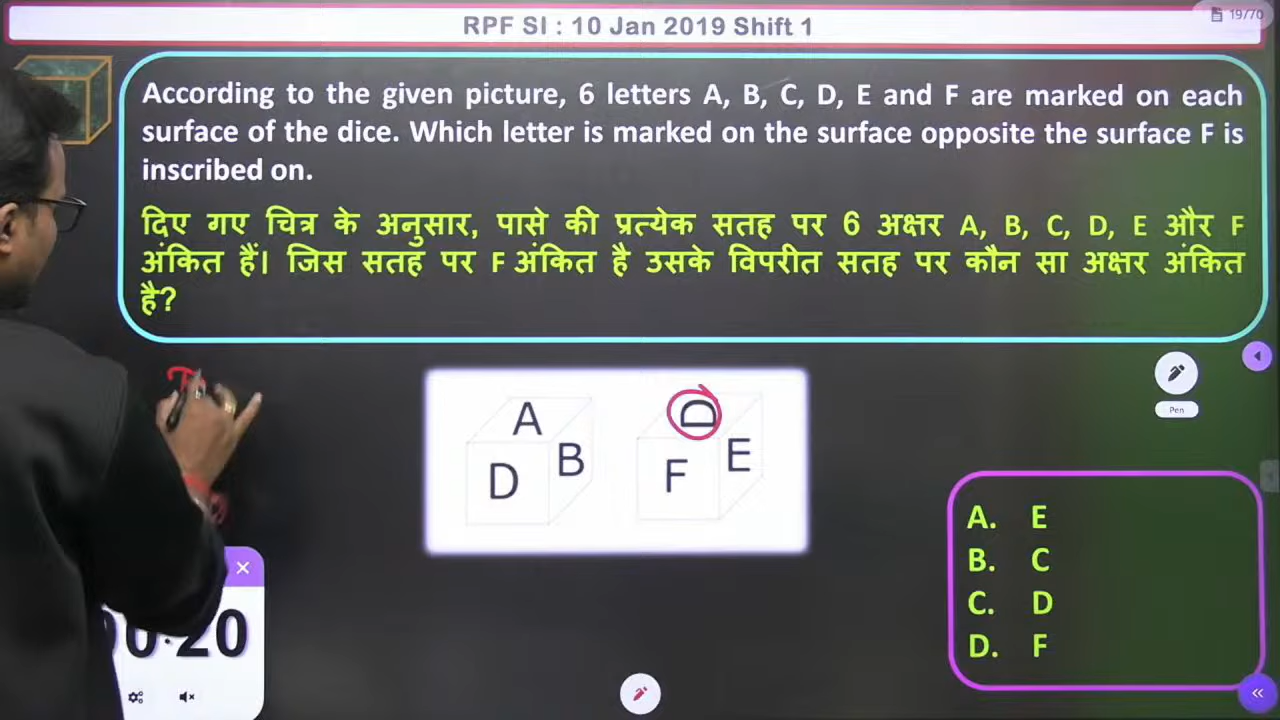 RPF SI : 10 Jan 2019 Shift 1
19/70
According to the given picture, 6 letters A, B, C, D, E and F are marked on each
surface of the dice. Which letter is marked on the surface opposite the surface F is
inscribed on.
दिए गए चित्र के अनुसार, पासे की प्रत्येक सतह पर 6 अक्षर A, B, C, D, E और F
अंकित हैं। जिस सतह पर F अंकित है उसके विपरीत सतह पर कौन सा अक्षर अंकित
है?
A
D
B
D
F
E
Pen
A. E
B. C
C. D
D. F
00:20